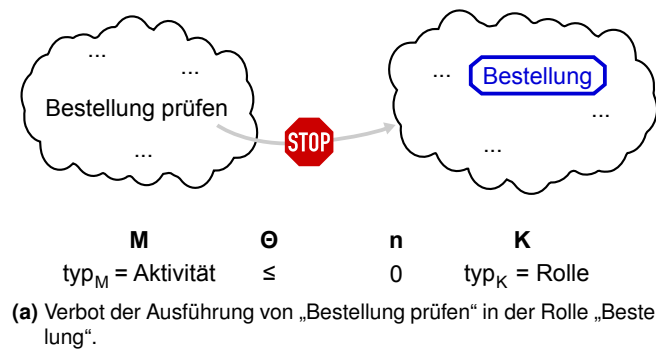 ... ... ... Bestellung
Bestellung prüfen STOP ...
... ...
M Θ n K
typM = Aktivität ≤ 0 typK = Rolle
(a) Verbot der Ausführung von „Bestellung prüfen“ in der Rolle „Beste
lung“.